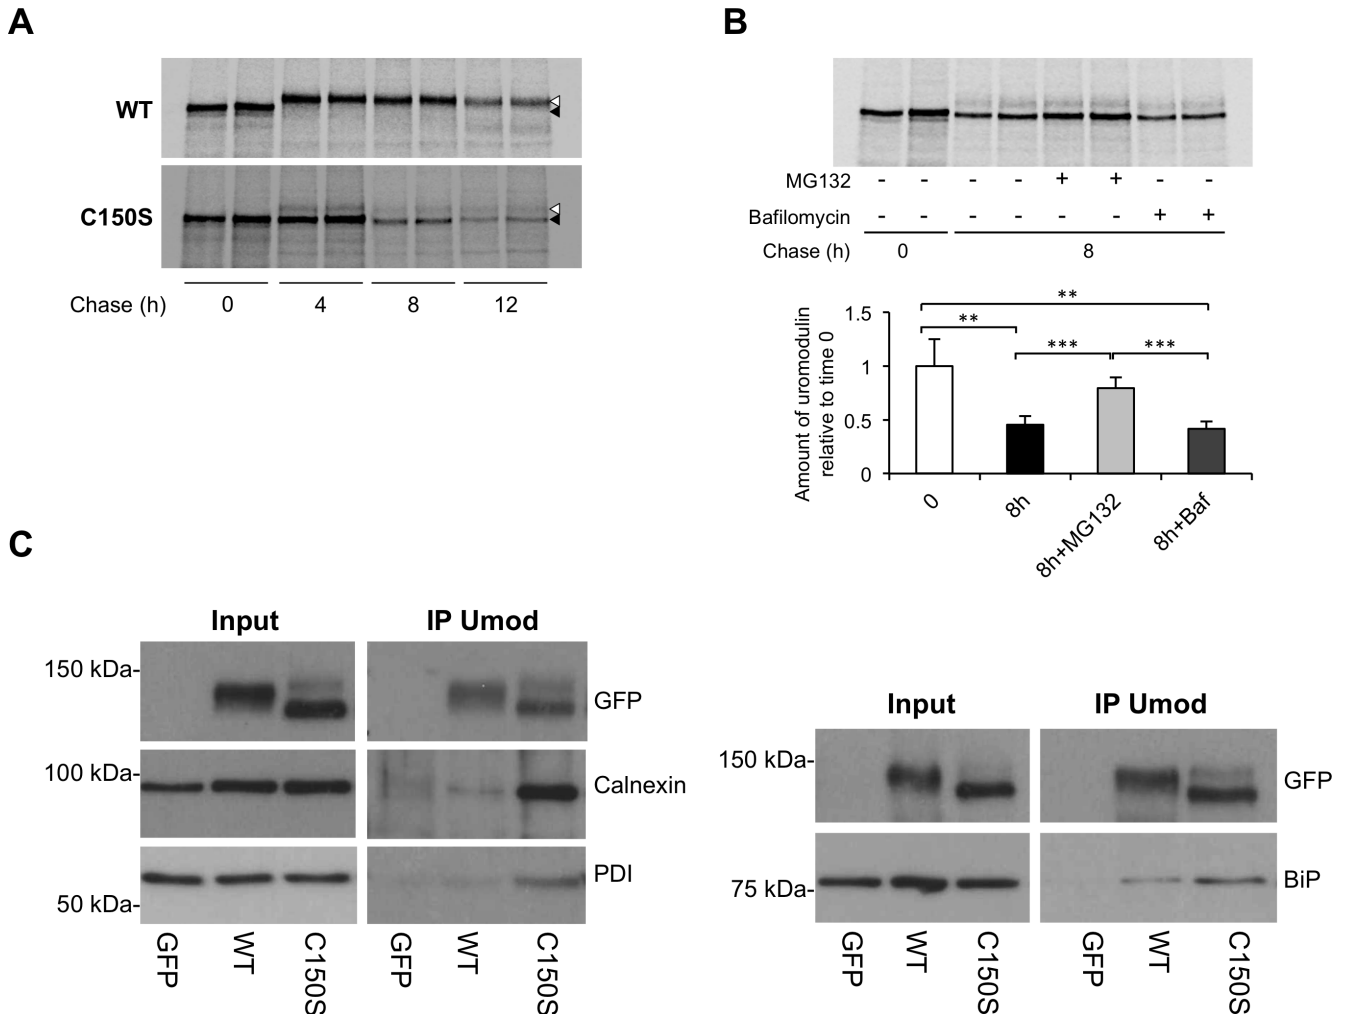 A
WT
C150S
Chase (h) 0 4 8 12
B
MG132 - - - - + + - -
Bafilomycin - - - - - - + +
Chase (h) 0 8
**
** 
*** ***
Amount of uromodulin
relative to time 0
1.5
1
0.5
0
0 8h 8h+MG132 8h+Baf
C
Input IP Umod
150 kDa- GFP
100 kDa- Calnexin
PDI
50 kDa-
GFP WT C150S GFP WT C150S
Input IP Umod
150 kDa- GFP
75 kDa- BiP
GFP WT C150S GFP WT C150S